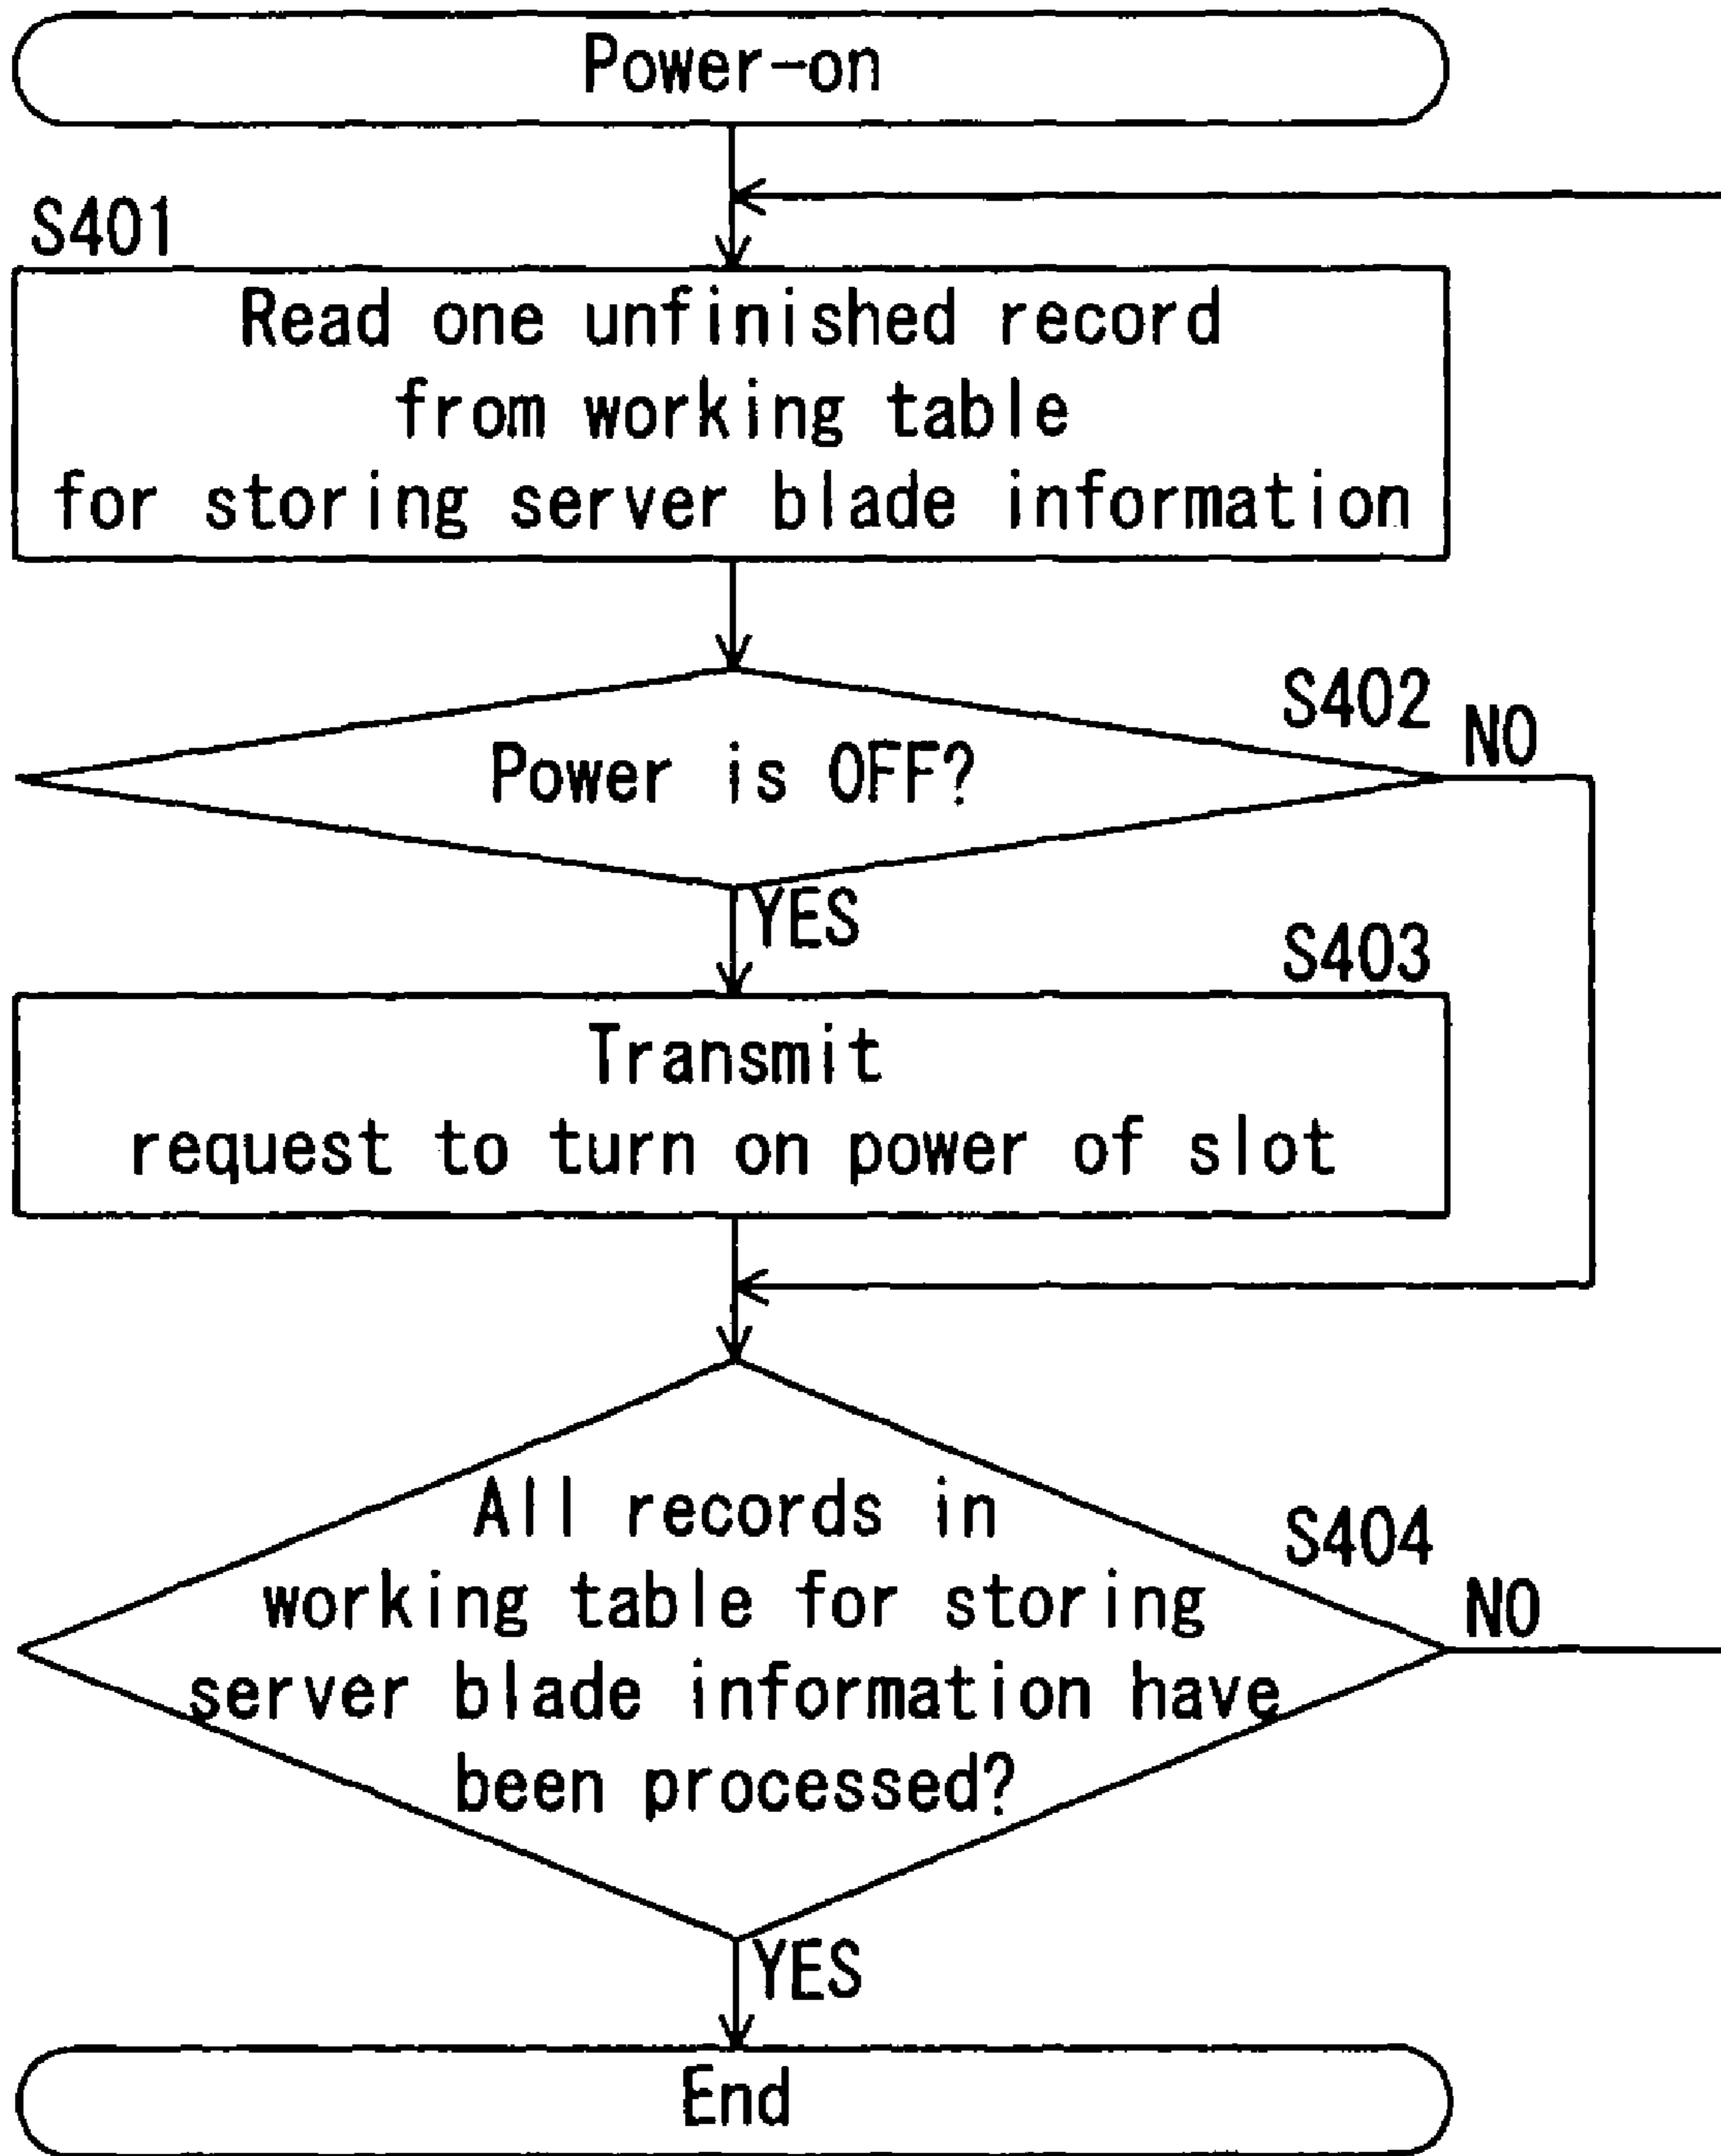 Power-on
S401
Read one unfinished record
from working table
for storing server blade information
S402
NO
Power is OFF?
YES
S403
Transmit
request to turn on power of slot
All records in
S404
working table for storing
NO
server blade information have
been processed?
YES
End